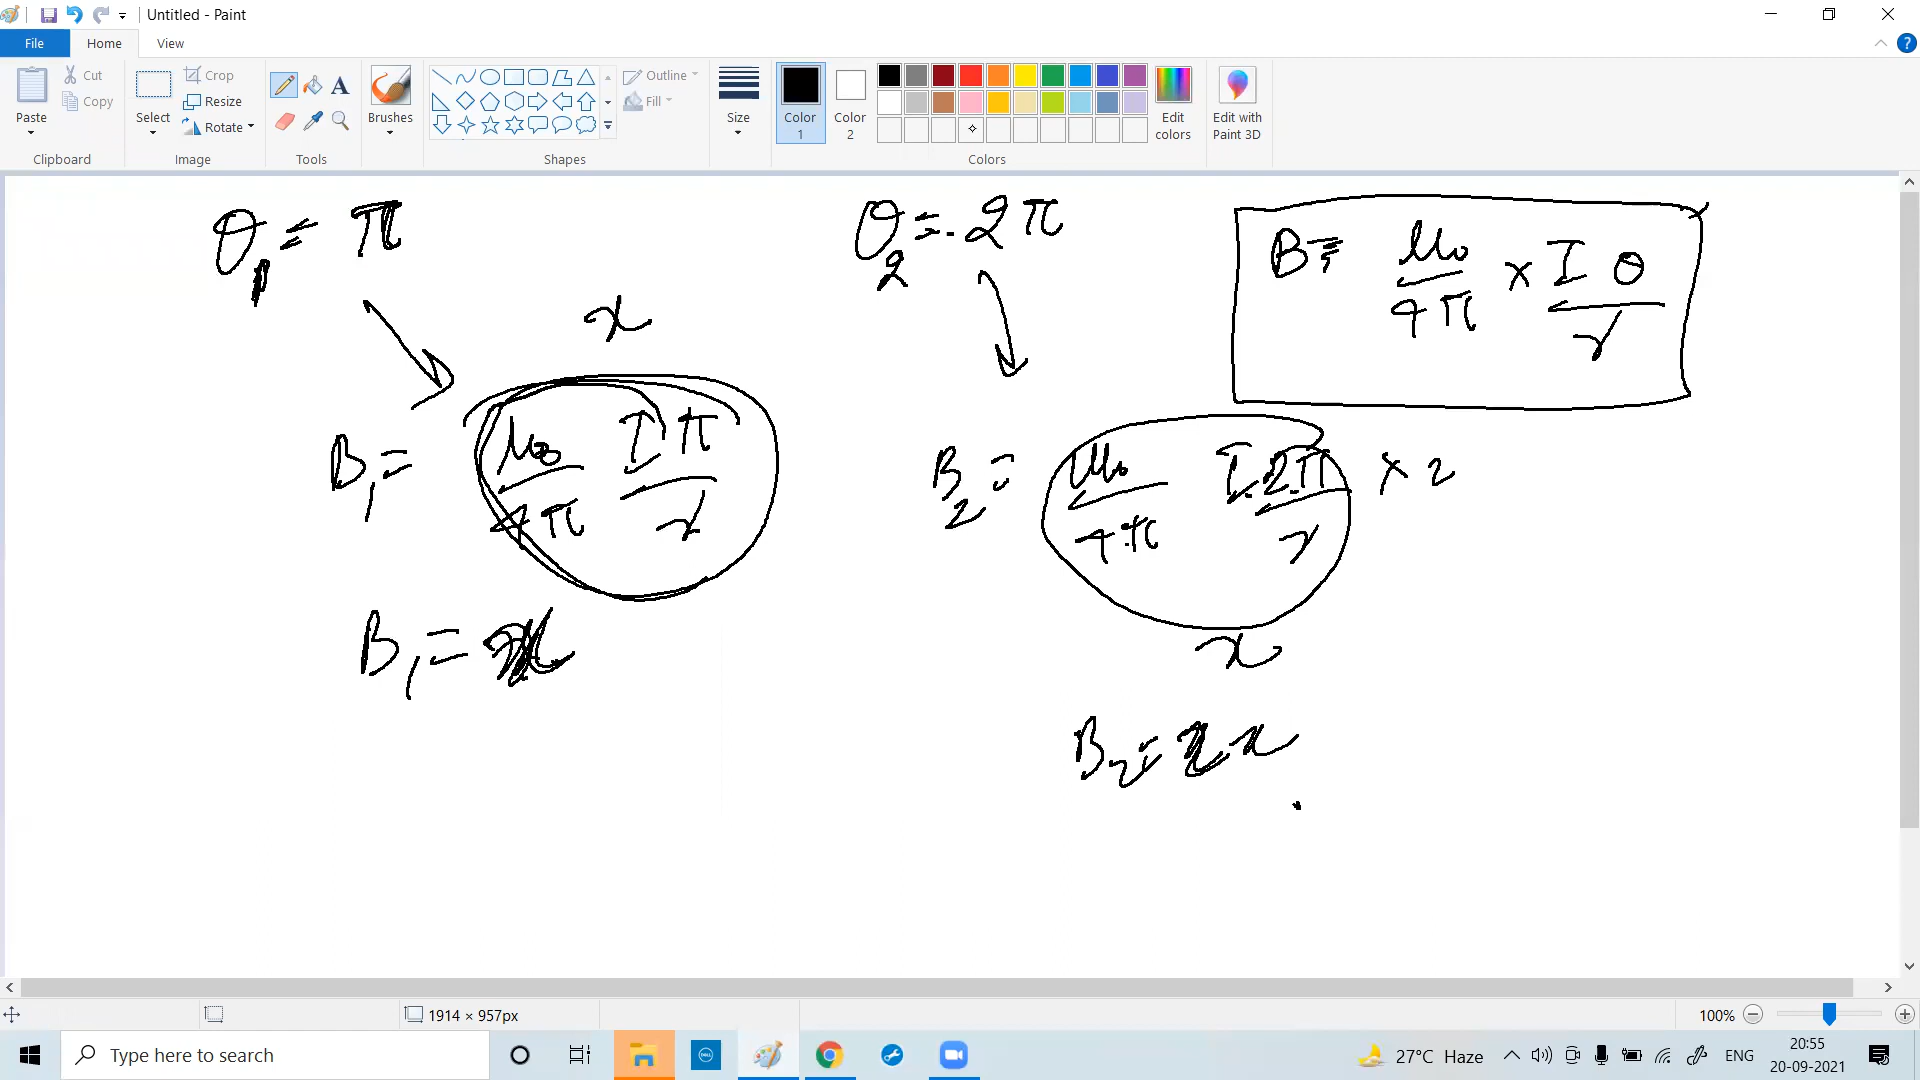 Untitled - Paint
File
Home
View
Paste
Cut
Copy
Clipboard
Select
Crop
Resize
Rotate
Image
Tools
Brushes
Shapes
Outline
Fill
Size
Color
1
Color
2
Edit
colors
Edit with
Paint 3D
Colors
θ₁ = π
θ₂ = 2π
B = μ₀/4π × I θ/r
x
B₁ = μ₀/4π I π/r
B₂ = μ₀/4π I 2π/r × 2
x
B₁ = x
B₂ = 2x
1914 × 957px
100%
Type here to search
27°C Haze
ENG
20:55
20-09-2021